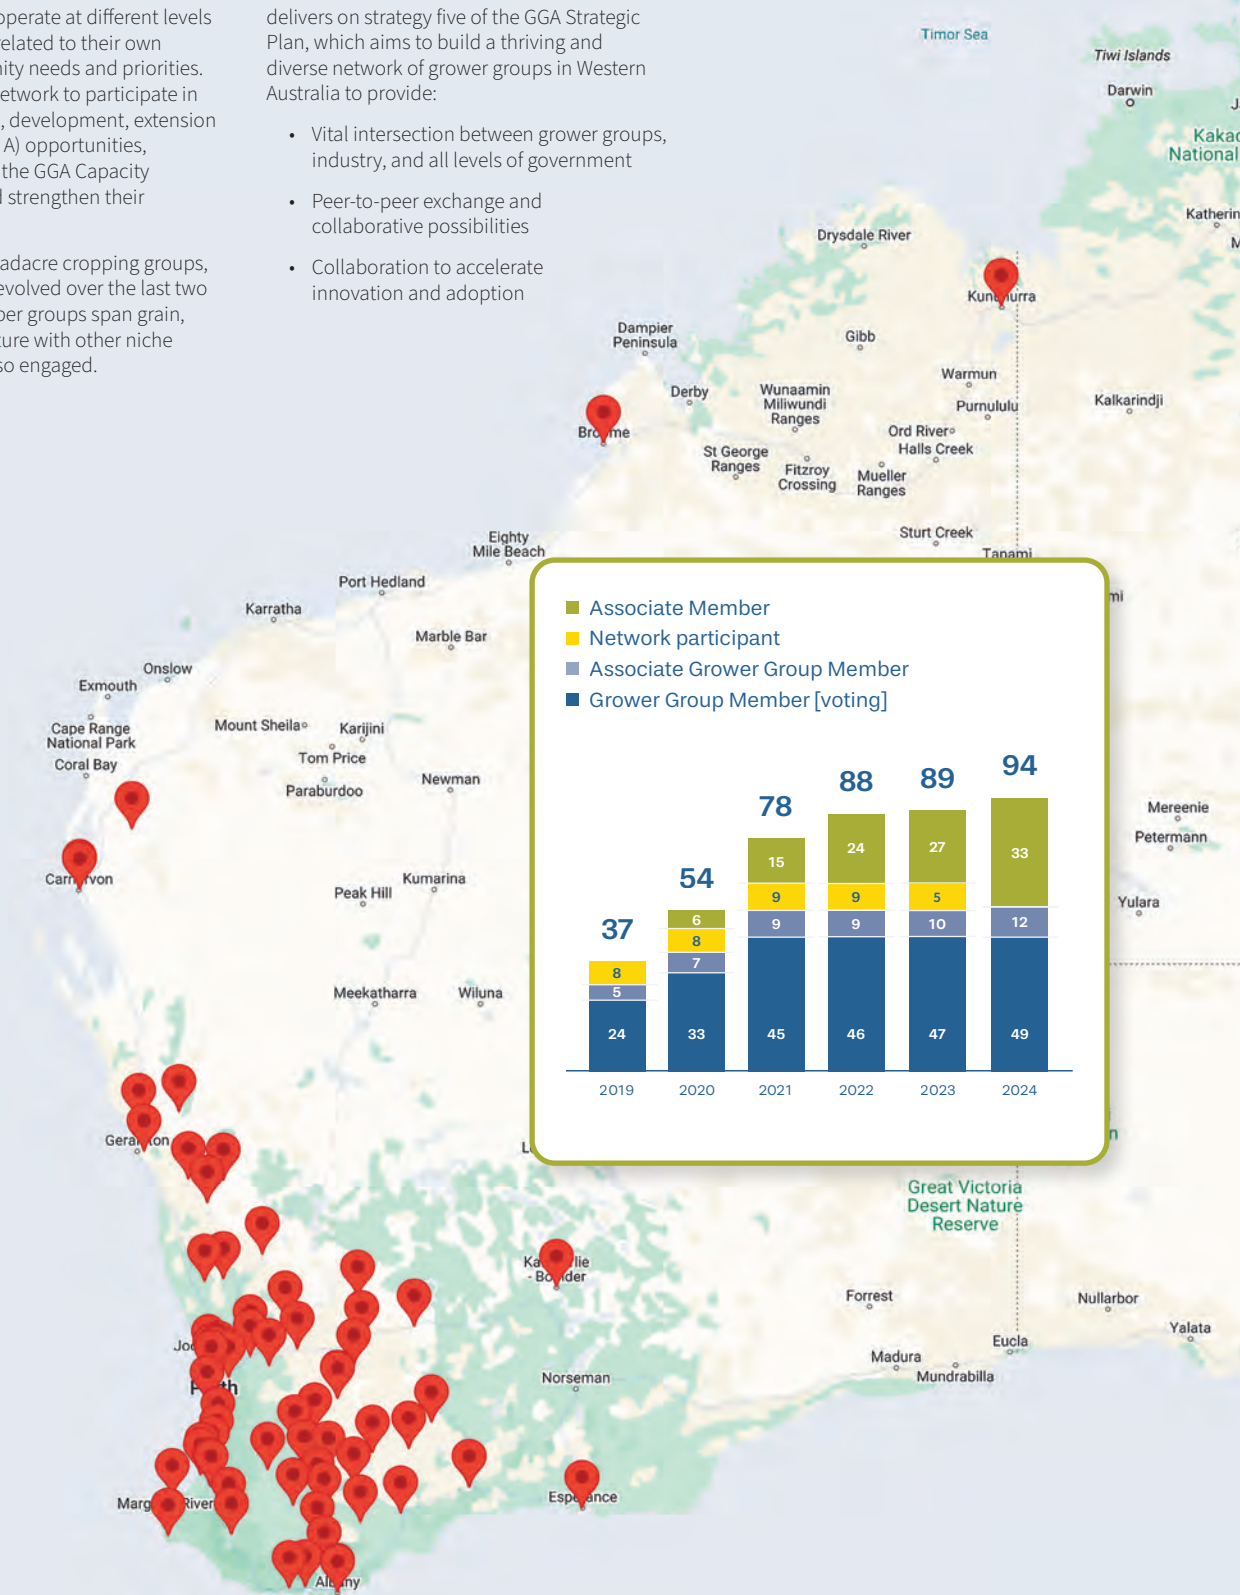 operate at different levels
related to their own
nity needs and priorities.
etwork to participate in
, development, extension
A) opportunities,
the GGA Capacity
d strengthen their
adacre cropping groups,
evolved over the last two
ber groups span grain,
ture with other niche
so engaged.
delivers on strategy five of the GGA Strategic
Plan, which aims to build a thriving and
diverse network of grower groups in Western
Australia to provide:
• Vital intersection between grower groups,
industry, and all levels of government
• Peer-to-peer exchange and
collaborative possibilities
• Collaboration to accelerate
innovation and adoption
Timor Sea
Tiwi Islands
Darwin
Kakad
National
Katherin
Drysdale River
Dampier
Peninsula
Gibb
Derby
Wunaamin
Miliwundi
Ranges
Warmun
Purnululu
Kalkarindji
Ord River
Halls Creek
St George
Ranges
Fitzroy
Crossing
Mueller
Ranges
Sturt Creek
Tanami
Eighty
Mile Beach
Port Hedland
Karratha
Marble Bar
Onslow
Exmouth
Cape Range
National Park
Coral Bay
Mount Sheila
Karijini
Tom Price
Paraburdoo
Newman
Peak Hill
Kumarina
Meekatharra
Wiluna
mi
Mereenie
Petermann
Yulara
Associate Member
Network participant
Associate Grower Group Member
Grower Group Member [voting]
37
54
78
88
89
94
8
5
24
6
8
7
33
15
9
9
45
24
9
9
46
27
5
10
47
33
12
49
2019
2020
2021
2022
2023
2024
n
Great Victoria
Desert Nature
Reserve
Forrest
Nullarbor
Yalata
Eucla
Madura
Mundrabilla
Norseman